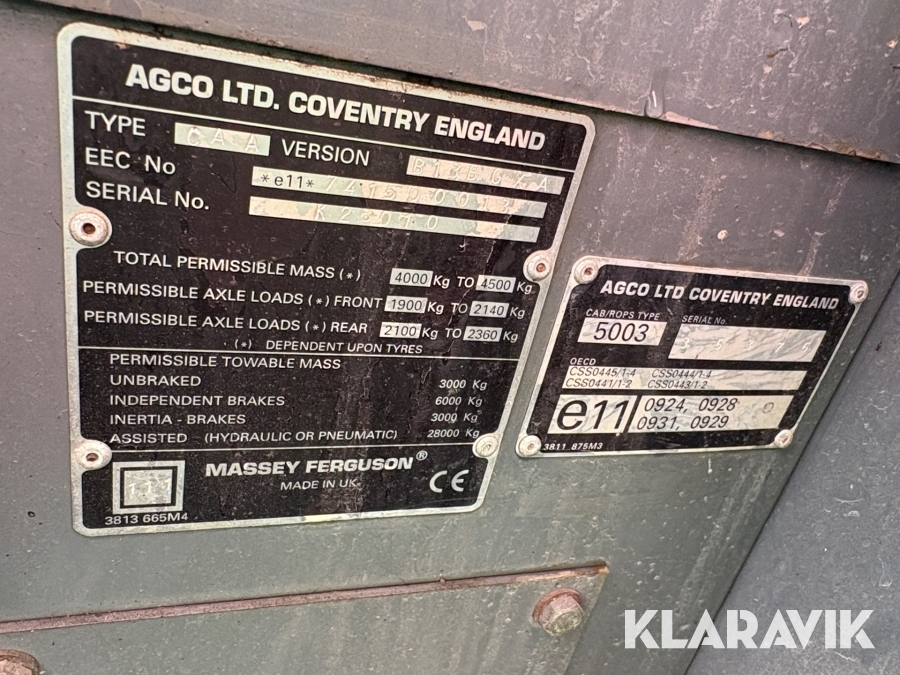 AGCO LTD. COVENTRY ENGLAND
TYPE CAA VERSION
EEC No *e11*
SERIAL No.
TOTAL PERMISSIBLE MASS (*) 4000 Kg TO 4500 Kg
PERMISSIBLE AXLE LOADS (*) FRONT 1900 Kg TO 2140 Kg
PERMISSIBLE AXLE LOADS (*) REAR 2100 Kg TO 2360 Kg
(*) DEPENDENT UPON TYRES
PERMISSIBLE TOWABLE MASS
UNBRAKED 3000 Kg
INDEPENDENT BRAKES 6000 Kg
INERTIA - BRAKES 3000 Kg
ASSISTED (HYDRAULIC OR PNEUMATIC) 28000 Kg
MASSEY FERGUSON®
MADE IN UK
CE
3813 665M4
AGCO LTD COVENTRY ENGLAND
CAB/ROPS TYPE SERIAL No.
5003
OECD
CSS0445/1-4 CSS0444/1-4
CSS0441/1-2 CSS0443/1-2
e11 0924, 0928
0931, 0929
3811 875M3
KLARAVIK